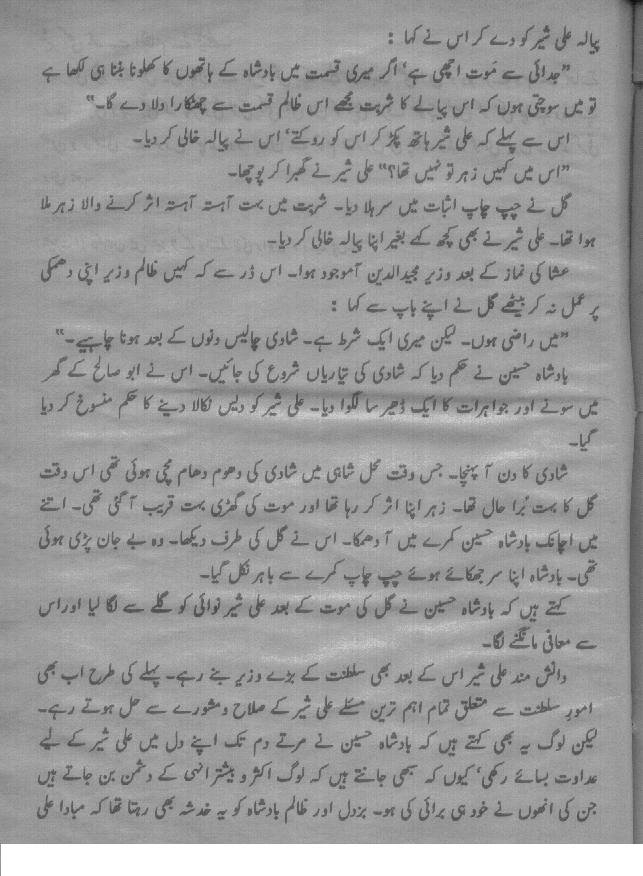 پیالہ علی شیر کو دے کر اس نے کہا :
”جدائی سے موت اچھی ہے‘ اگر میری قسمت میں بادشاہ کے ہاتھوں کا کھلونا بننا ہی لکھا ہے
تو میں سوچتی ہوں کہ اس پیالے کا شربت مجھے اس ظالم قسمت سے چھٹکارا دلا دے گا۔“
اس سے پہلے کہ علی شیر ہاتھ پکڑ کر اس کو روکتے‘ اس نے پیالہ خالی کر دیا۔
”اس میں کہیں زہر تو نہیں تھا؟“ علی شیر نے گھبرا کر پوچھا۔
گل نے چپ چاپ اثبات میں سر ہلا دیا۔ شربت میں بہت آہستہ آہستہ اثر کرنے والا زہر ملا
ہوا تھا۔ علی شیر نے بھی کچھ کہے بغیر اپنا پیالہ خالی کر دیا۔
عشا کی نماز کے بعد وزیر مجیدالدین آموجود ہوا۔ اس ڈر سے کہ کہیں ظالم وزیر اپنی دھمکی
پر عمل نہ کر بیٹھے گل نے اپنے باپ سے کہا :
”میں راضی ہوں۔ لیکن میری ایک شرط ہے۔ شادی چالیس دنوں کے بعد ہونا چاہیے۔“
بادشاہ حسین نے حکم دیا کہ شادی کی تیاریاں شروع کی جائیں۔ اس نے ابو صالح کے گھر
میں سونے اور جواہرات کا ایک ڈھیر سا لگوا دیا۔ علی شیر کو دیس نکالا دینے کا حکم منسوخ کر دیا
گیا۔
شادی کا دن آ پہنچا۔ جس وقت محل شاہی میں شادی کی دھوم دھام مچی ہوئی تھی اس وقت
گل کا بہت بُرا حال تھا۔ زہر اپنا اثر کر رہا تھا اور موت کی گھڑی بہت قریب آ گئی تھی۔ اتنے
میں اچانک بادشاہ حسین کمرے میں آ دھمکا۔ اس نے گل کی طرف دیکھا۔ وہ بے جان پڑی ہوئی
تھی۔ بادشاہ اپنا سر جھکائے ہوئے چپ چاپ کمرے سے باہر نکل گیا۔
کہتے ہیں کہ بادشاہ حسین نے گل کی موت کے بعد علی شیر نوائی کو گلے سے لگا لیا اور اس
سے معافی مانگنے لگا۔
دانش مند علی شیر اس کے بعد بھی سلطنت کے بڑے وزیر بنے رہے۔ پہلے کی طرح اب بھی
امور سلطنت سے متعلق تمام اہم ترین مسئلے علی شیر کے صلاح ومشورے سے حل ہوتے رہے۔
لیکن لوگ یہ بھی کہتے ہیں کہ بادشاہ حسین نے مرتے دم تک اپنے دل میں علی شیر کے لیے
عداوت بسائے رکھی‘ کیوں کہ سبھی جانتے ہیں کہ لوگ اکثر و بیشتر انہی کے دشمن بن جاتے ہیں
جن کی انھوں نے خود ہی برائی کی ہو۔ بزدل اور ظالم بادشاہ کو یہ خدشہ بھی رہتا تھا کہ مبادا علی